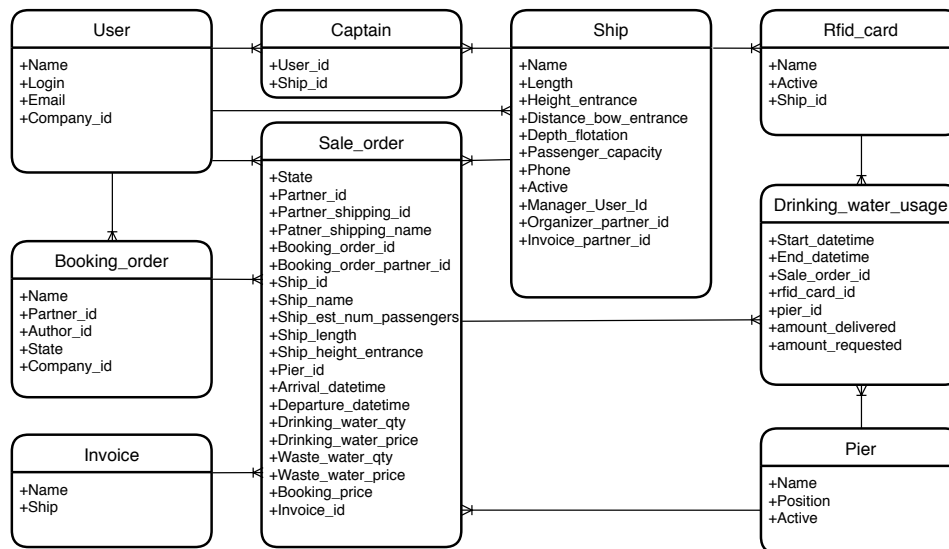 User
+Name
+Login
+Email
+Company_id
Captain
+User_id
+Ship_id
Ship
+Name
+Length
+Height_entrance
+Distance_bow_entrance
+Depth_flotation
+Passenger_capacity
+Phone
+Active
+Manager_User_Id
+Organizer_partner_id
+Invoice_partner_id
Rfid_card
+Name
+Active
+Ship_id
Sale_order
+State
+Partner_id
+Partner_shipping_id
+Patner_shipping_name
+Booking_order_id
+Booking_order_partner_id
+Ship_id
+Ship_name
+Ship_est_num_passengers
+Ship_length
+Ship_height_entrance
+Pier_id
+Arrival_datetime
+Departure_datetime
+Drinking_water_qty
+Drinking_water_price
+Waste_water_qty
+Waste_water_price
+Booking_price
+Invoice_id
Drinking_water_usage
+Start_datetime
+End_datetime
+Sale_order_id
+rfid_card_id
+pier_id
+amount_delivered
+amount_requested
Booking_order
+Name
+Partner_id
+Author_id
+State
+Company_id
Invoice
+Name
+Ship
Pier
+Name
+Position
+Active